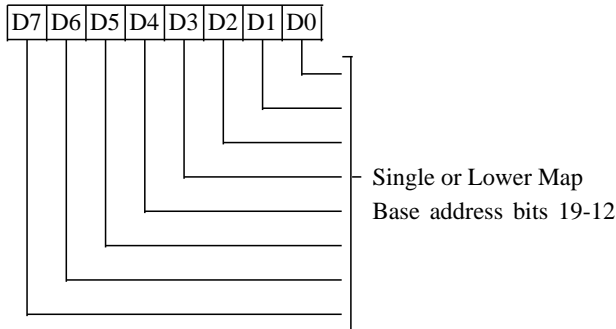 D7 D6 D5 D4 D3 D2 D1 D0
Single or Lower Map
Base address bits 19-12